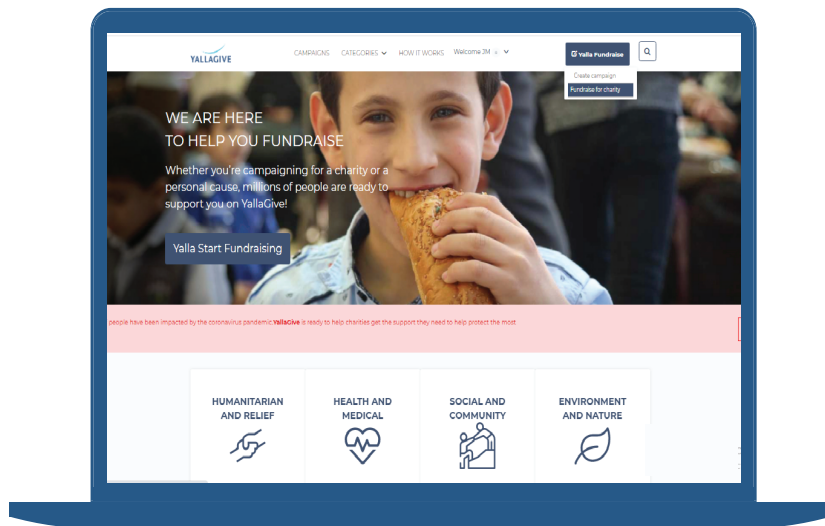 YALLAGIVE
CAMPAIGNS CATEGORIES HOW IT WORKS Welcome JM
Yalla Fundraise
Create campaign
Fundraise for charity
WE ARE HERE
TO HELP YOU FUNDRAISE
Whether you're campaigning for a charity or a
personal cause, millions of people are ready to
support you on YallaGive!
Yalla Start Fundraising
people have been impacted by the coronavirus pandemic.YallaGive is ready to help charities get the support they need to help protect the most
HUMANITARIAN
AND RELIEF
HEALTH AND
MEDICAL
SOCIAL AND
COMMUNITY
ENVIRONMENT
AND NATURE